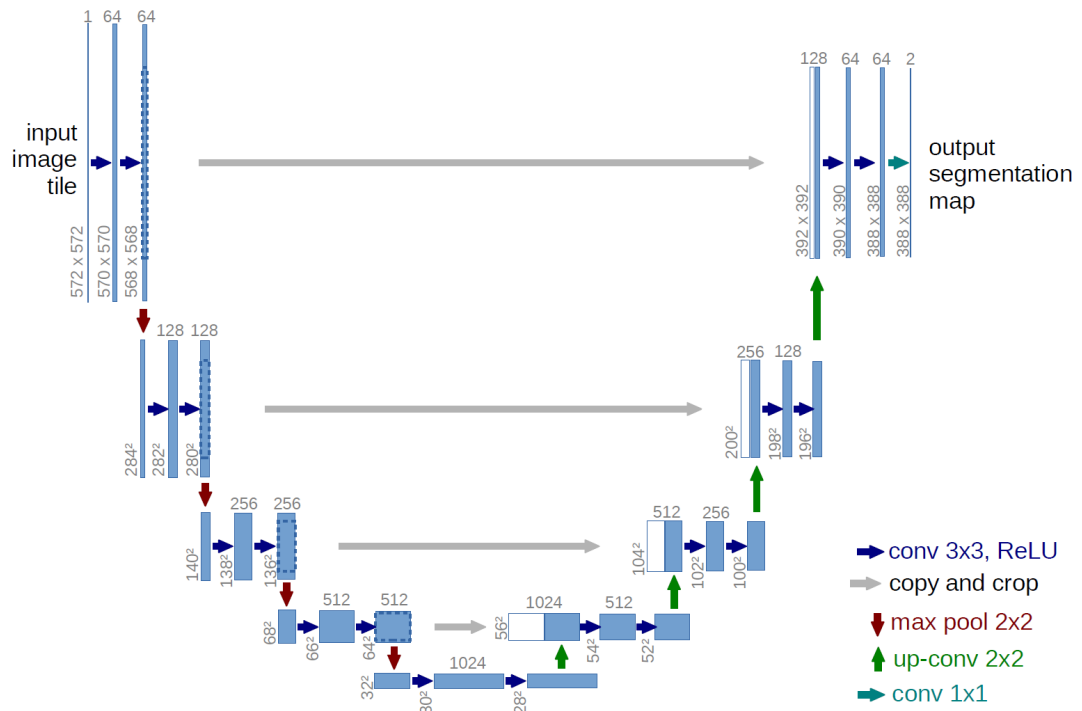 1
64
64
input
image
tile
572 x 572
570 x 570
568 x 568
128
64
64
2
output
segmentation
map
392 x 392
390 x 390
388 x 388
388 x 388
128
128
284²
282²
280²
256
128
200²
198²
196²
256
256
140²
138²
136²
512
256
104²
102²
100²
512
512
68²
66²
64²
1024
512
56²
54²
52²
1024
32²
30²
28²
conv 3x3, ReLU
copy and crop
max pool 2x2
up-conv 2x2
conv 1x1